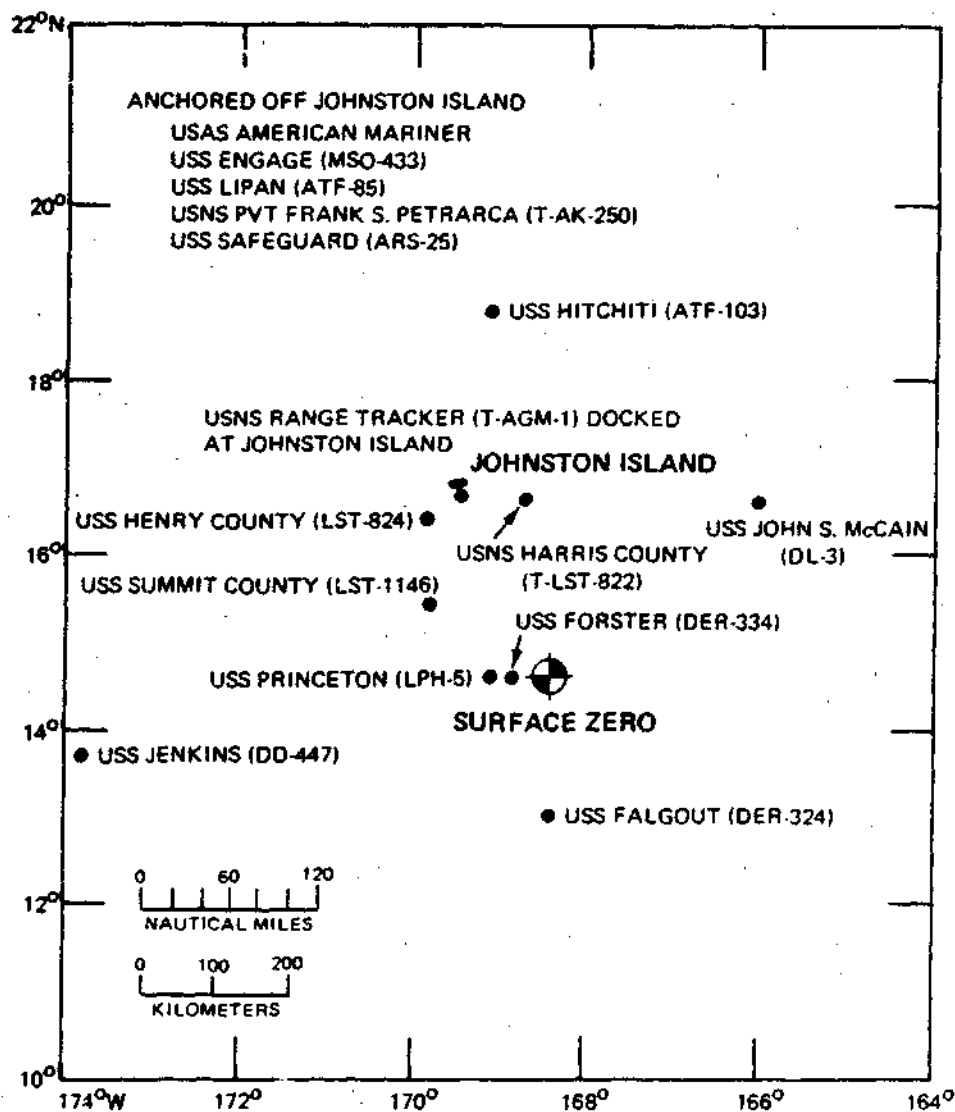 22°N
ANCHORED OFF JOHNSTON ISLAND
USAS AMERICAN MARINER
USS ENGAGE (MSO-433)
USS LIPAN (ATF-85)
20°
USNS PVT FRANK S. PETRARCA (T-AK-250)
USS SAFEGUARD (ARS-25)
USS HITCHITI (ATF-103)
18°
USNS RANGE TRACKER (T-AGM-1) DOCKED
AT JOHNSTON ISLAND
JOHNSTON ISLAND
USS HENRY COUNTY (LST-824)
USS JOHN S. McCAIN
(DL-3)
16°
USNS HARRIS COUNTY
(T-LST-822)
USS SUMMIT COUNTY (LST-1146)
USS FORSTER (DER-334)
USS PRINCETON (LPH-5)
SURFACE ZERO
14°
USS JENKINS (DD-447)
USS FALGOUT (DER-324)
0 60 120
12°
NAUTICAL MILES
0 100 200
KILOMETERS
10°
174°W 172° 170° 168° 166° 164°